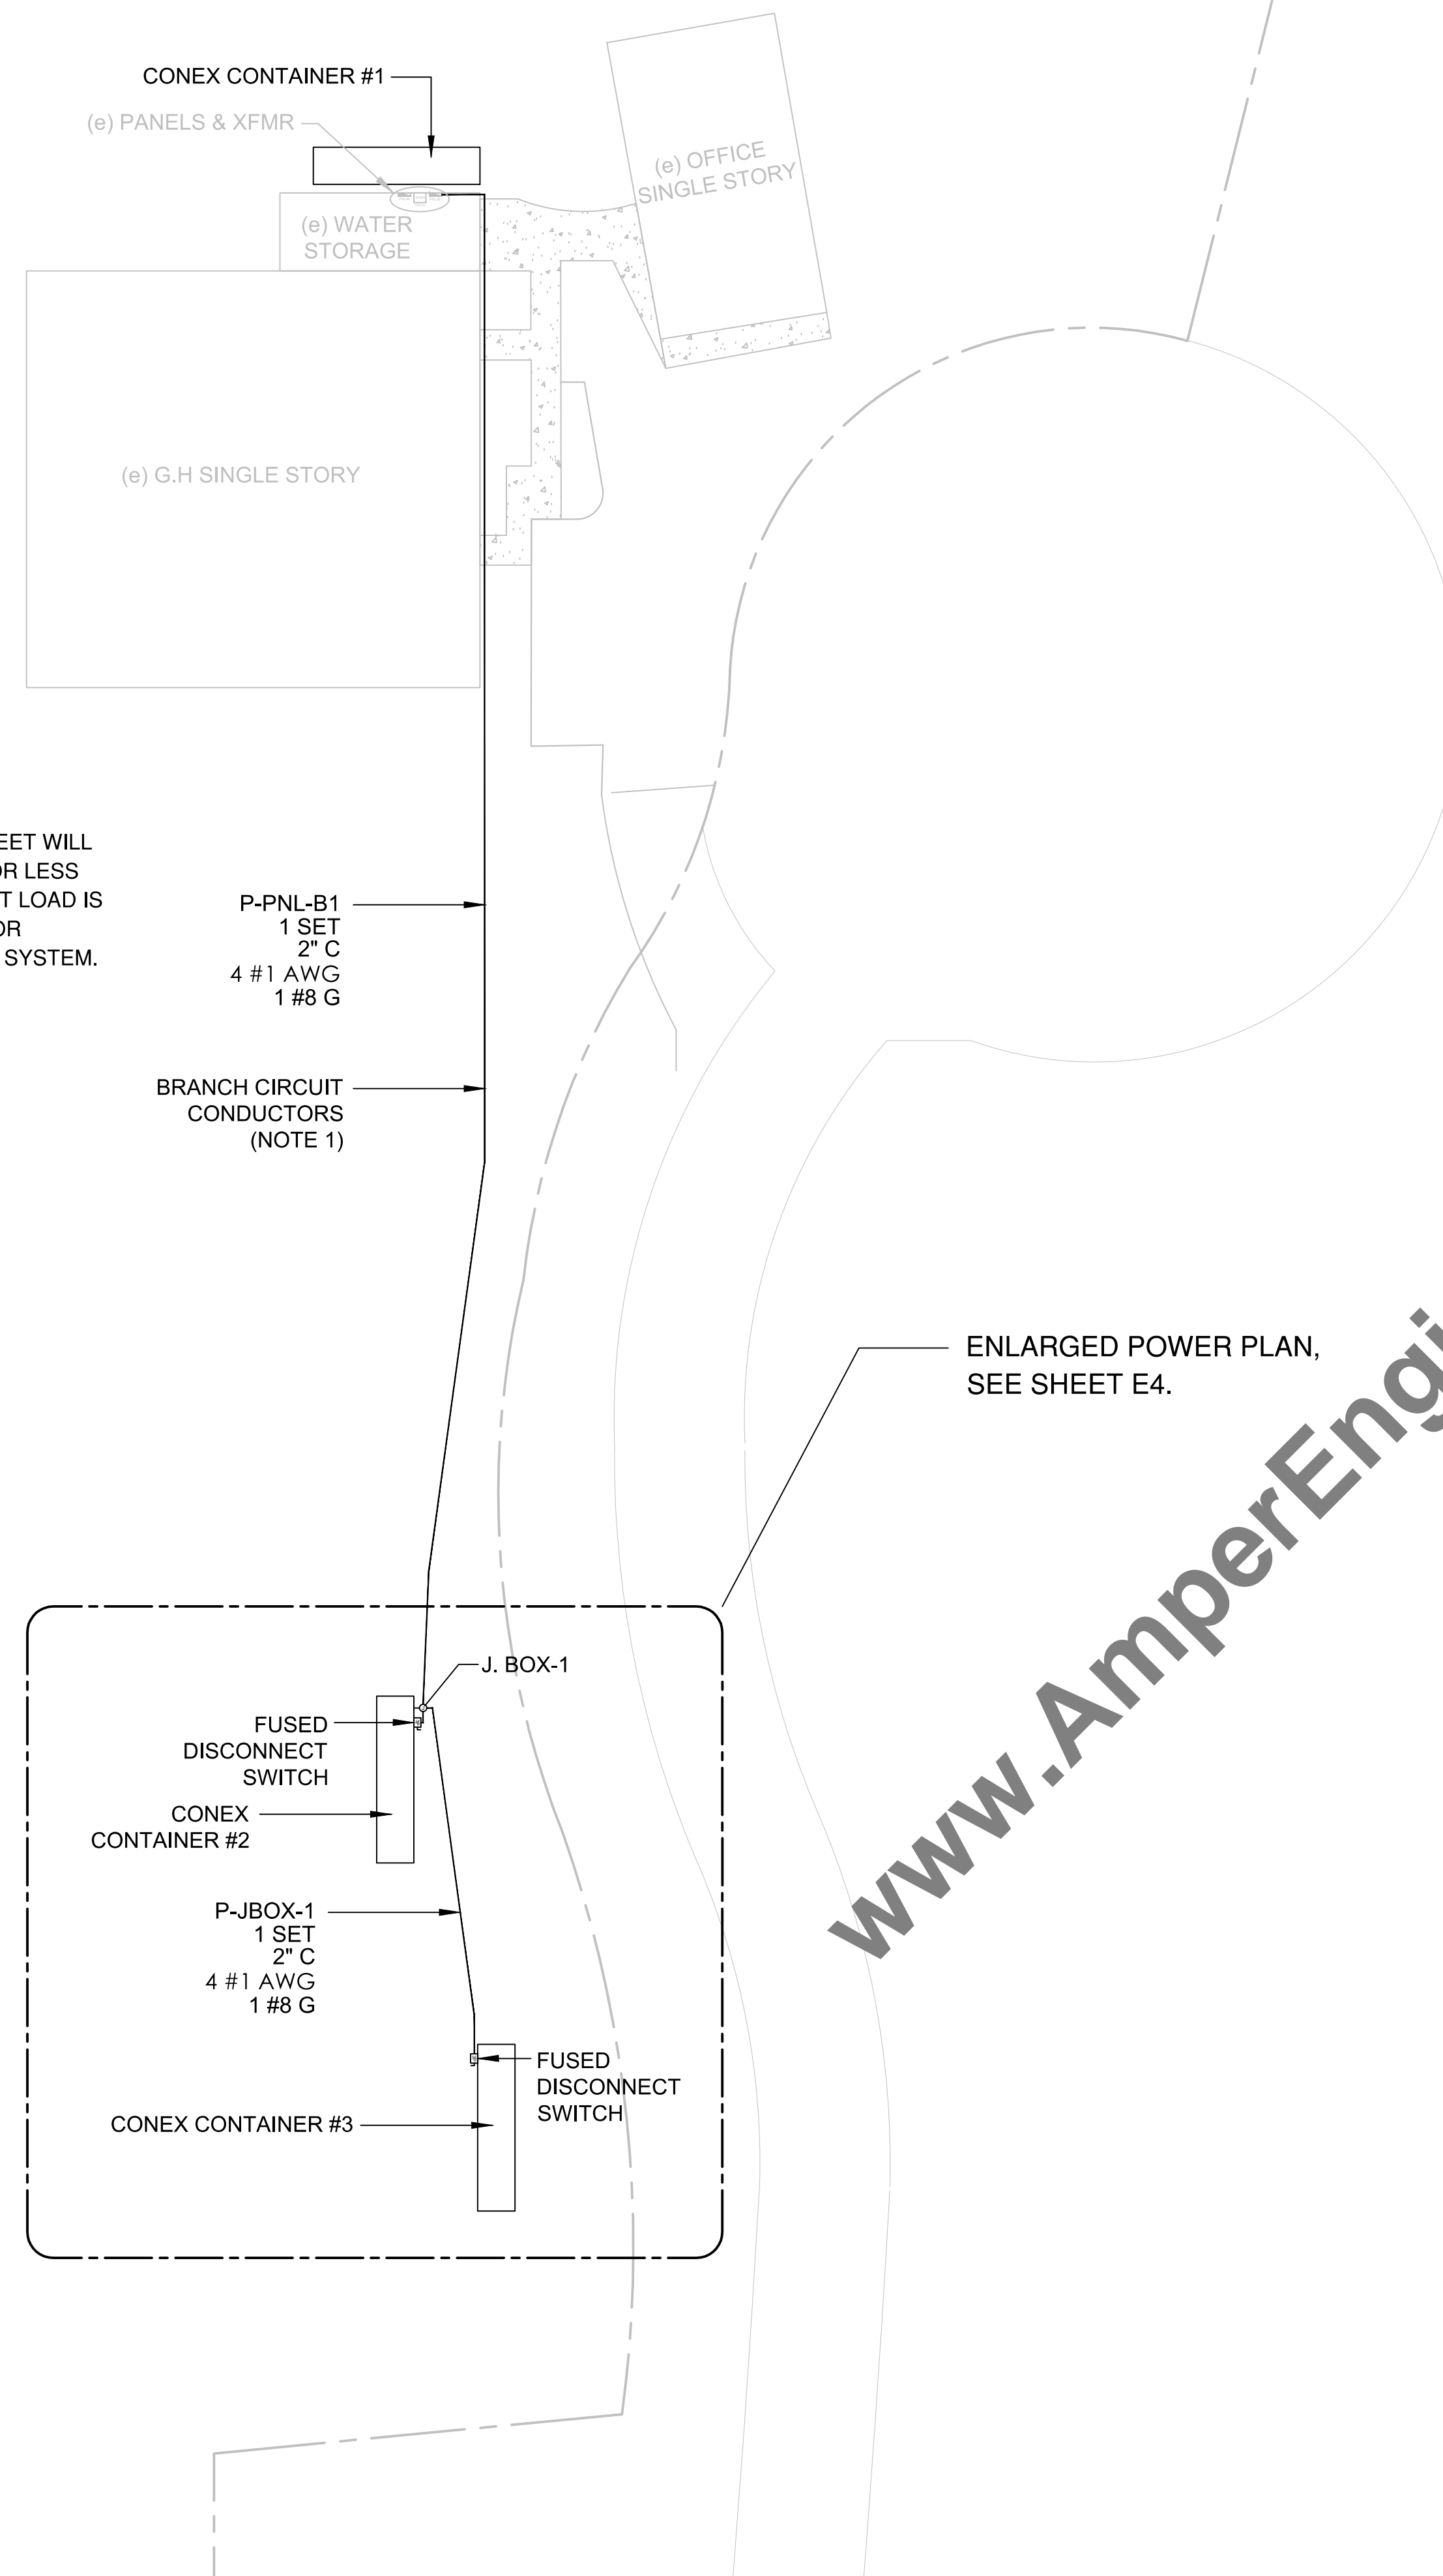 CONEX CONTAINER #1
(e) PANELS & XFMR
(e) OFFICE
SINGLE STORY
(e) WATER
STORAGE
(e) G.H SINGLE STORY
EET WILL
OR LESS
T LOAD IS
OR
SYSTEM.
P-PNL-B1
1 SET
2" C
4 #1 AWG
1 #8 G
BRANCH CIRCUIT
CONDUCTORS
(NOTE 1)
ENLARGED POWER PLAN,
SEE SHEET E4.
www.AmperEngi
J. BOX-1
FUSED
DISCONNECT
SWITCH
CONEX
CONTAINER #2
P-JBOX-1
1 SET
2" C
4 #1 AWG
1 #8 G
FUSED
DISCONNECT
SWITCH
CONEX CONTAINER #3